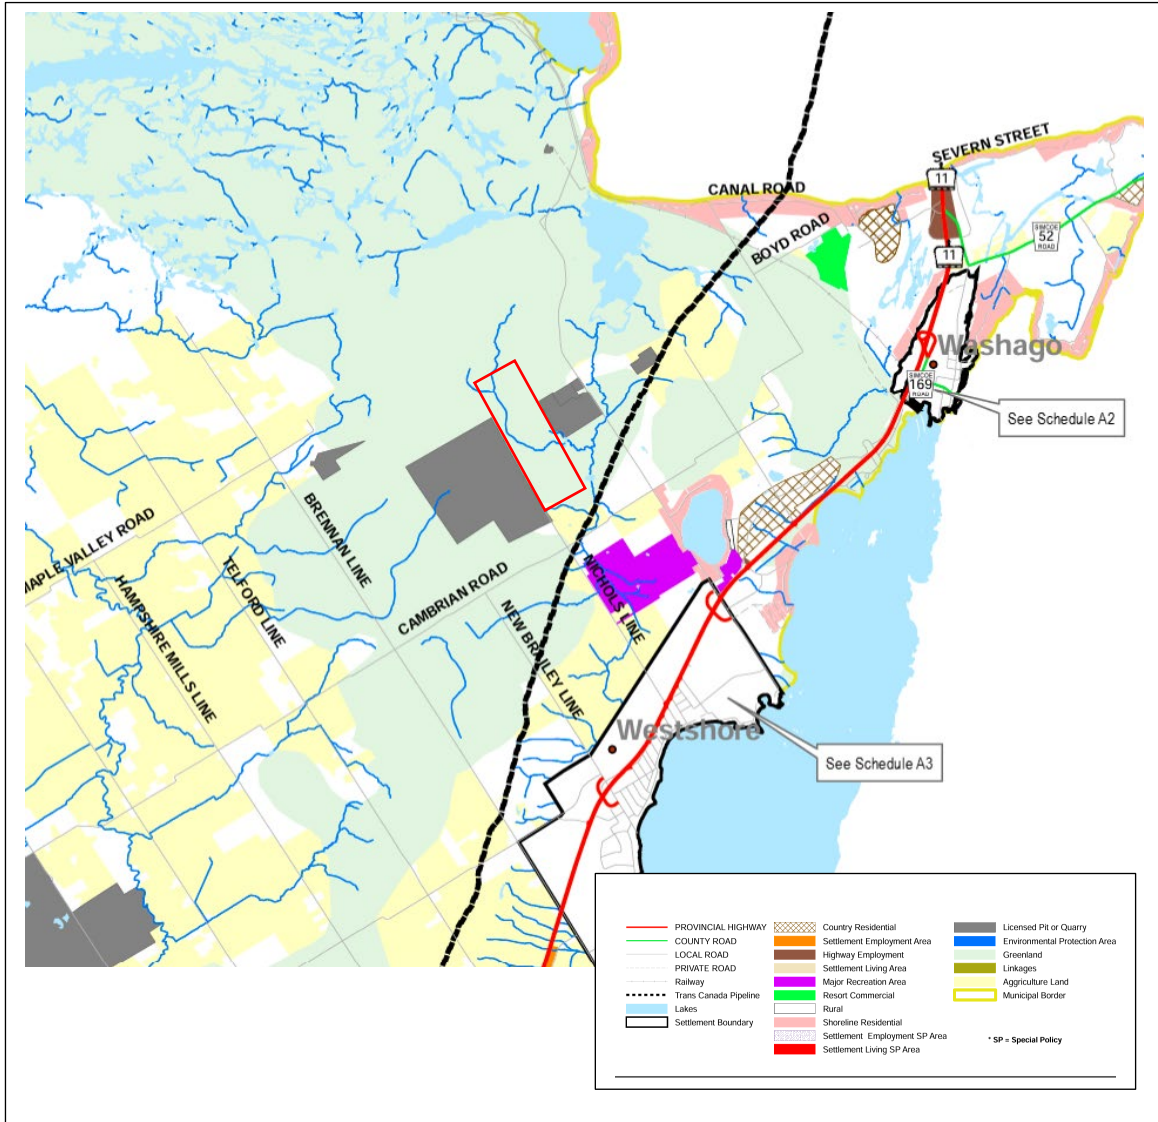 SEVERN STREET
11
CANAL ROAD
BOYD ROAD
SIMCOE
52
ROAD
11
Washago
SIMCOE
169
ROAD
See Schedule A2
MAPLE VALLEY ROAD
BRENNAN LINE
TELFORD LINE
HAMPSHIRE MILLS LINE
CAMBRIAN ROAD
NICHOLS LINE
NEW BRAILEY LINE
Westshore
See Schedule A3
PROVINCIAL HIGHWAY
COUNTY ROAD
LOCAL ROAD
PRIVATE ROAD
Railway
Trans Canada Pipeline
Lakes
Settlement Boundary
Country Residential
Settlement Employment Area
Highway Employment
Settlement Living Area
Major Recreation Area
Resort Commercial
Rural
Shoreline Residential
Settlement Employment SP Area
Settlement Living SP Area
Licensed Pit or Quarry
Environmental Protection Area
Greenland
Linkages
Aggriculture Land
Municipal Border
* SP = Special Policy